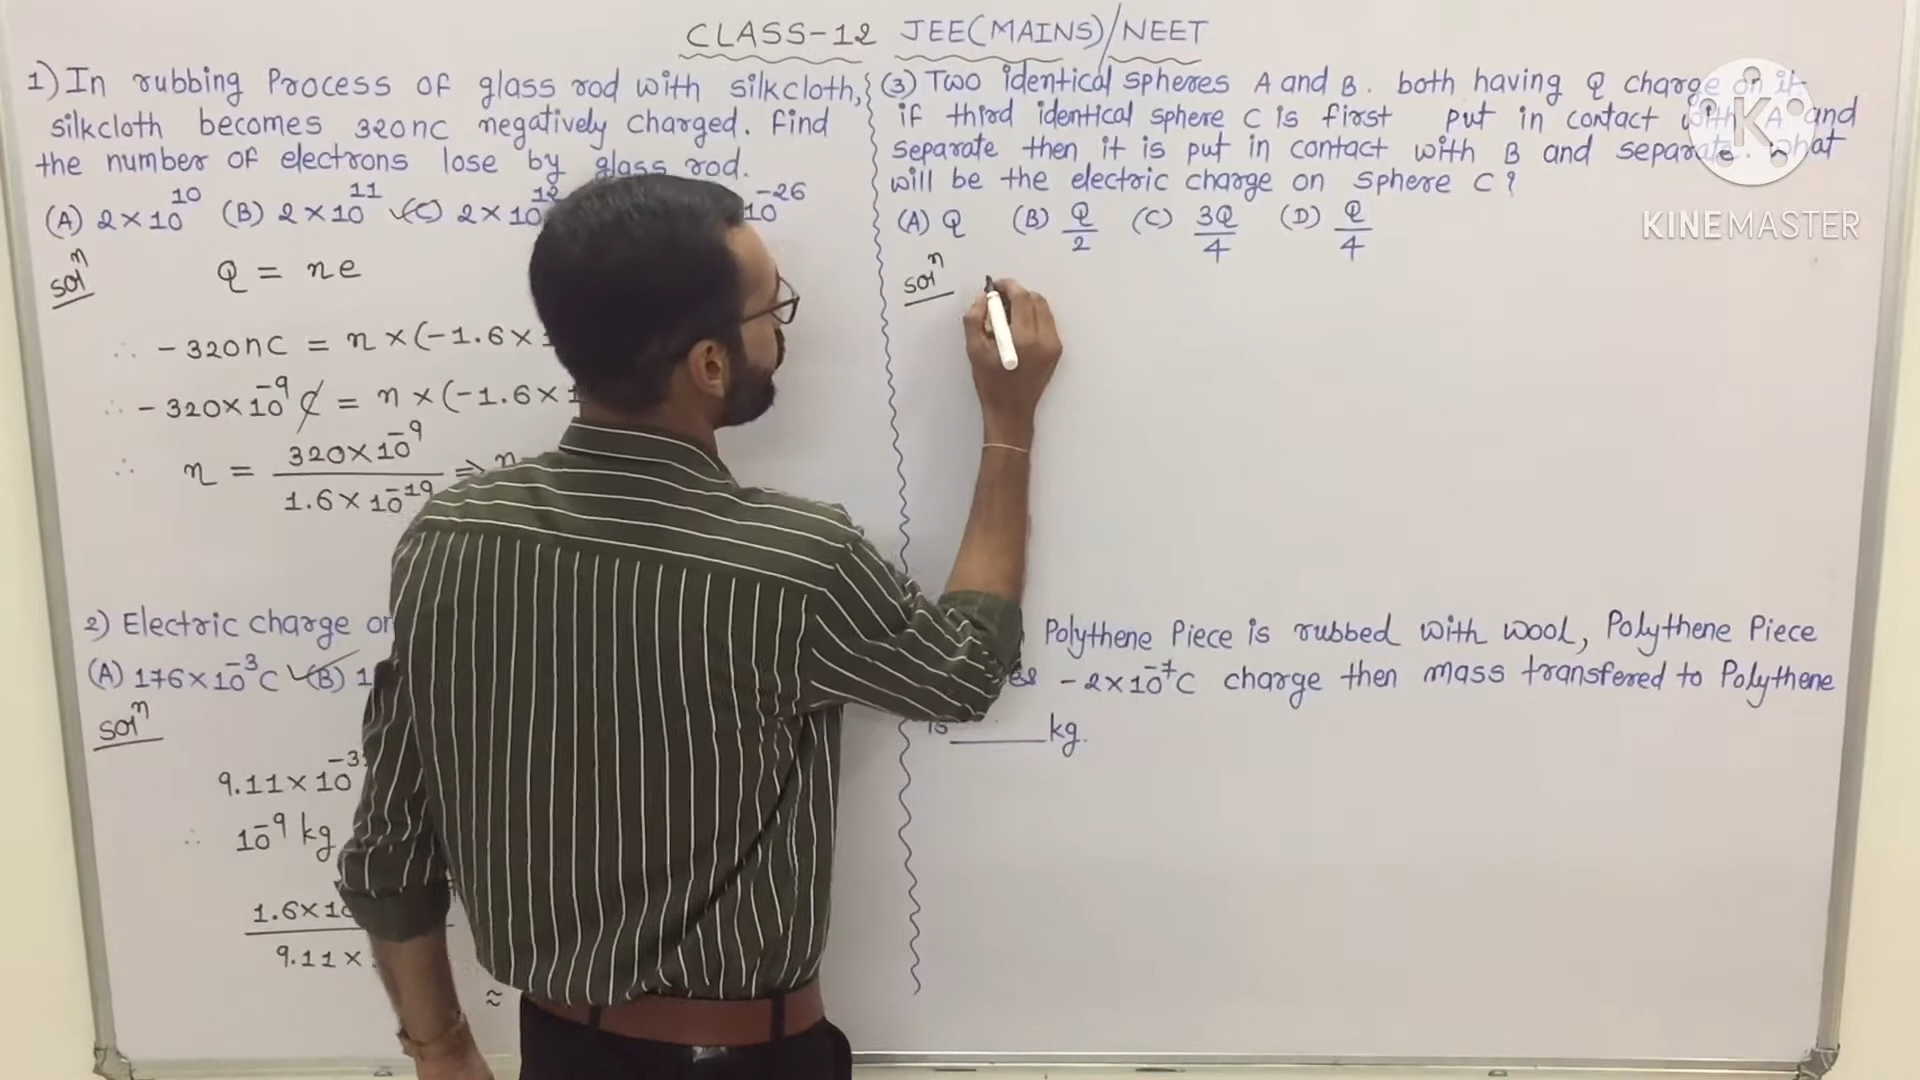 CLASS-12 JEE(MAINS)/NEET
1) In rubbing Process of glass rod with silkcloth,
silkcloth becomes 320nc negatively charged. Find
the number of electrons lose by glass rod.
(A) 2×10^10 (B) 2×10^11 (C) 2×10^12 10^-26
Sol^n
Q = ne
∴ -320nC = n×(-1.6×
∴ -320×10^-9 C = n×(-1.6×
∴ n = 320×10^-9 / 1.6×10^-19 ⇒ n
2) Electric charge on
(A) 176×10^-3 C (B) 1
Sol^n
9.11×10^-3
∴ 10^-9 kg
1.6×10
9.11×
≈
(3) Two identical spheres A and B. both having Q charge on it.
if third identical sphere C is first put in contact with A and
separate then it is put in contact with B and separate. what
will be the electric charge on sphere C?
(A) Q (B) Q/2 (C) 3Q/4 (D) Q/4
Sol^n
Polythene Piece is rubbed with wool, Polythene Piece
-2×10^-7 C charge then mass transfered to Polythene
is ______ kg.
K
KINEMASTER